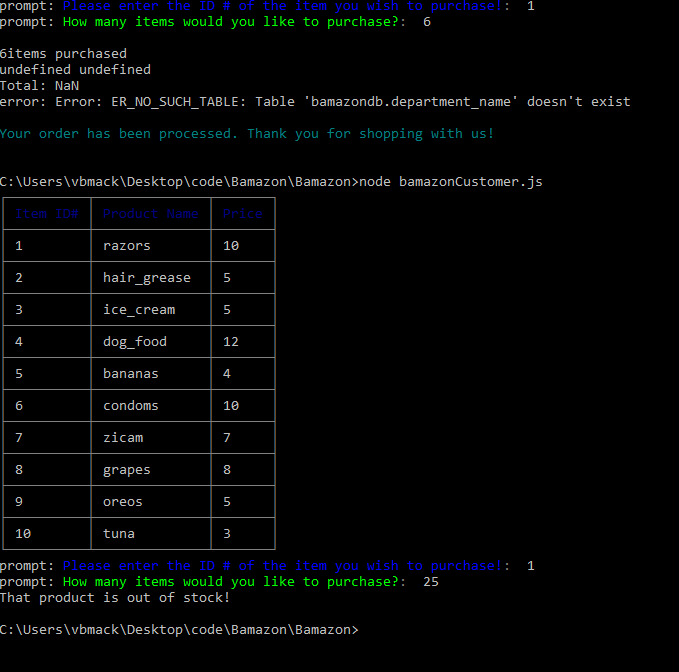 prompt: Please enter the ID # of the item you wish to purchase!:  1
prompt: How many items would you like to purchase?:  6
6items purchased
undefined undefined
Total: NaN
error: Error: ER_NO_SUCH_TABLE: Table 'bamazondb.department_name' doesn't exist
Your order has been processed. Thank you for shopping with us!
C:\Users\vbmack\Desktop\code\Bamazon\Bamazon>node bamazonCustomer.js
Item ID# Product Name Price
1 razors 10
2 hair_grease 5
3 ice_cream 5
4 dog_food 12
5 bananas 4
6 condoms 10
7 zicam 7
8 grapes 8
9 oreos 5
10 tuna 3
prompt: Please enter the ID # of the item you wish to purchase!:  1
prompt: How many items would you like to purchase?:  25
That product is out of stock!
C:\Users\vbmack\Desktop\code\Bamazon\Bamazon>